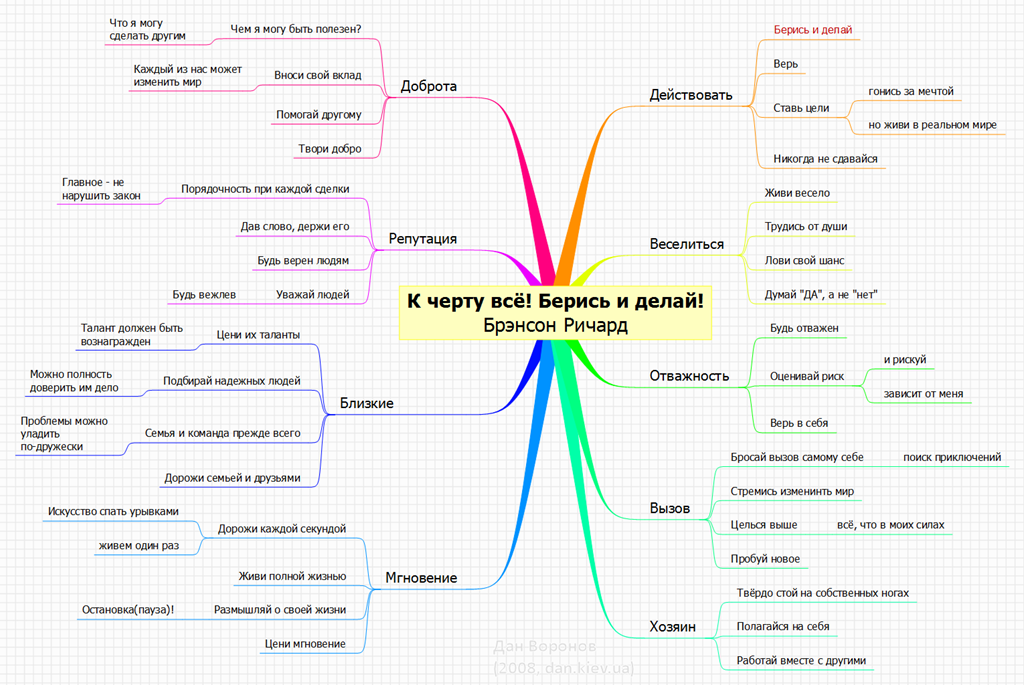 К черту всё! Берись и делай!
Брэнсон Ричард
Действовать
Берись и делай
Верь
Ставь цели
гонись за мечтой
но живи в реальном мире
Никогда не сдавайся
Веселиться
Живи весело
Трудись от души
Лови свой шанс
Думай "ДА", а не "нет"
Отважность
Будь отважен
Оценивай риск
и рискуй
зависит от меня
Верь в себя
Вызов
Бросай вызов самому себе
поиск приключений
Стремись изменинть мир
Целься выше
всё, что в моих силах
Пробуй новое
Хозяин
Твёрдо стой на собственных ногах
Полагайся на себя
Работай вместе с другими
Доброта
Чем я могу быть полезен?
Что я могу
сделать другим
Вноси свой вклад
Каждый из нас может
изменить мир
Помогай другому
Твори добро
Репутация
Порядочность при каждой сделки
Главное - не
нарушить закон
Дав слово, держи его
Будь верен людям
Уважай людей
Будь вежлев
Близкие
Цени их таланты
Талант должен быть
вознагражден
Подбирай надежных людей
Можно полность
доверить им дело
Семья и команда прежде всего
Проблемы можно
уладить
по-дружески
Дорожи семьей и друзьями
Мгновение
Дорожи каждой секундой
Искусство спать урывками
живем один раз
Живи полной жизнью
Размышляй о своей жизни
Остановка(пауза)!
Цени мгновение
Дан Воронов
(2008, dan.kiev.ua)